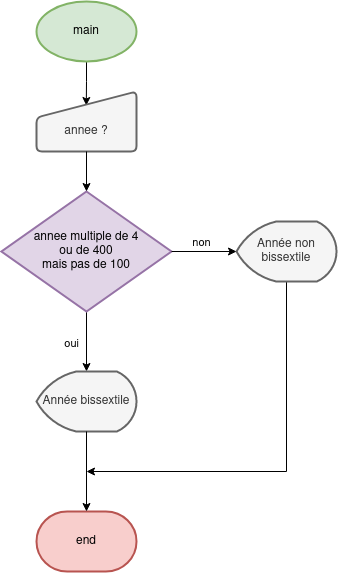 main
annee ?
annee multiple de 4
ou de 400
mais pas de 100
non
Année non
bissextile
oui
Année bissextile
end